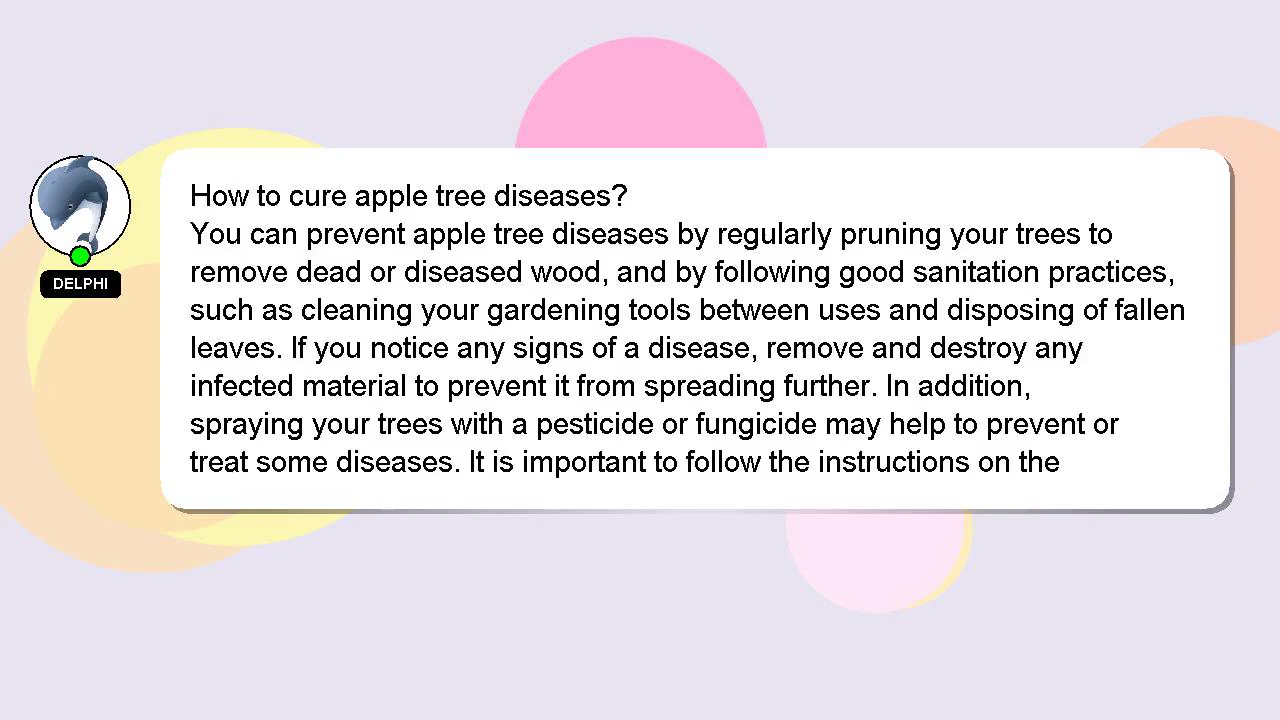 DELPHI
How to cure apple tree diseases?
You can prevent apple tree diseases by regularly pruning your trees to
remove dead or diseased wood, and by following good sanitation practices,
such as cleaning your gardening tools between uses and disposing of fallen
leaves. If you notice any signs of a disease, remove and destroy any
infected material to prevent it from spreading further. In addition,
spraying your trees with a pesticide or fungicide may help to prevent or
treat some diseases. It is important to follow the instructions on the